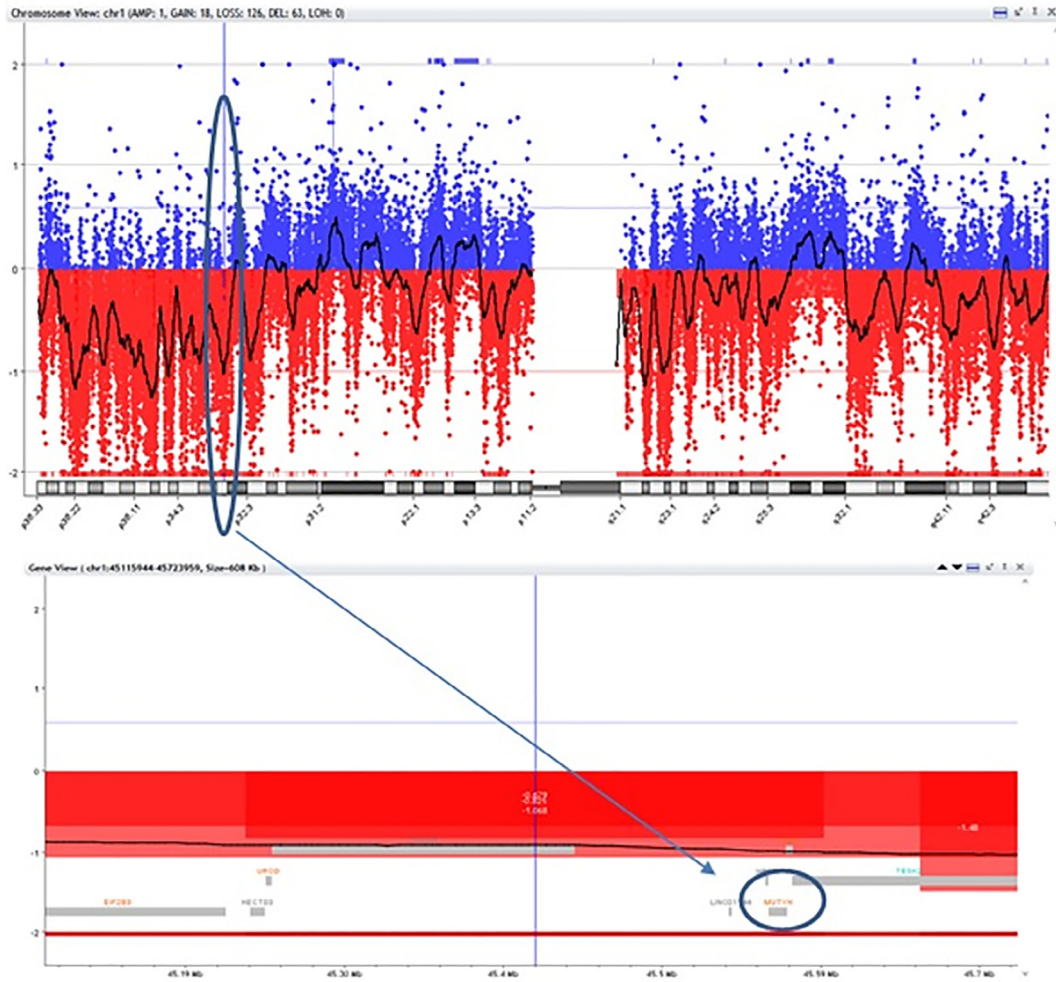 Chromosome View: chr1 (AMP: 1, GAIN: 18, LOSS: 126, DEL: 63, LOH: 0)
2
1
0
-1
-2
p36.33 p36.22 p36.11 p34.3 p32.3 p31.2 p22.1 p13.3 p11.2 q21.1 q23.1 q24.2 q25.3 q32.1 q42.11 q42.3
Gene View ( chr1:45115944-45723959, Size=608 Kb )
2
1
0
-1.068
-1.48
-1
UROD
EIF2B3 HECTD3 MUTYH
-2
45.19 Mb 45.30 Mb 45.4 Mb 45.5 Mb 45.59 Mb 45.7 Mb